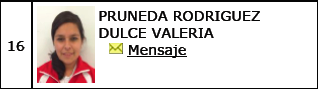 16
PRUNEDA RODRIGUEZ
DULCE VALERIA
Mensaje